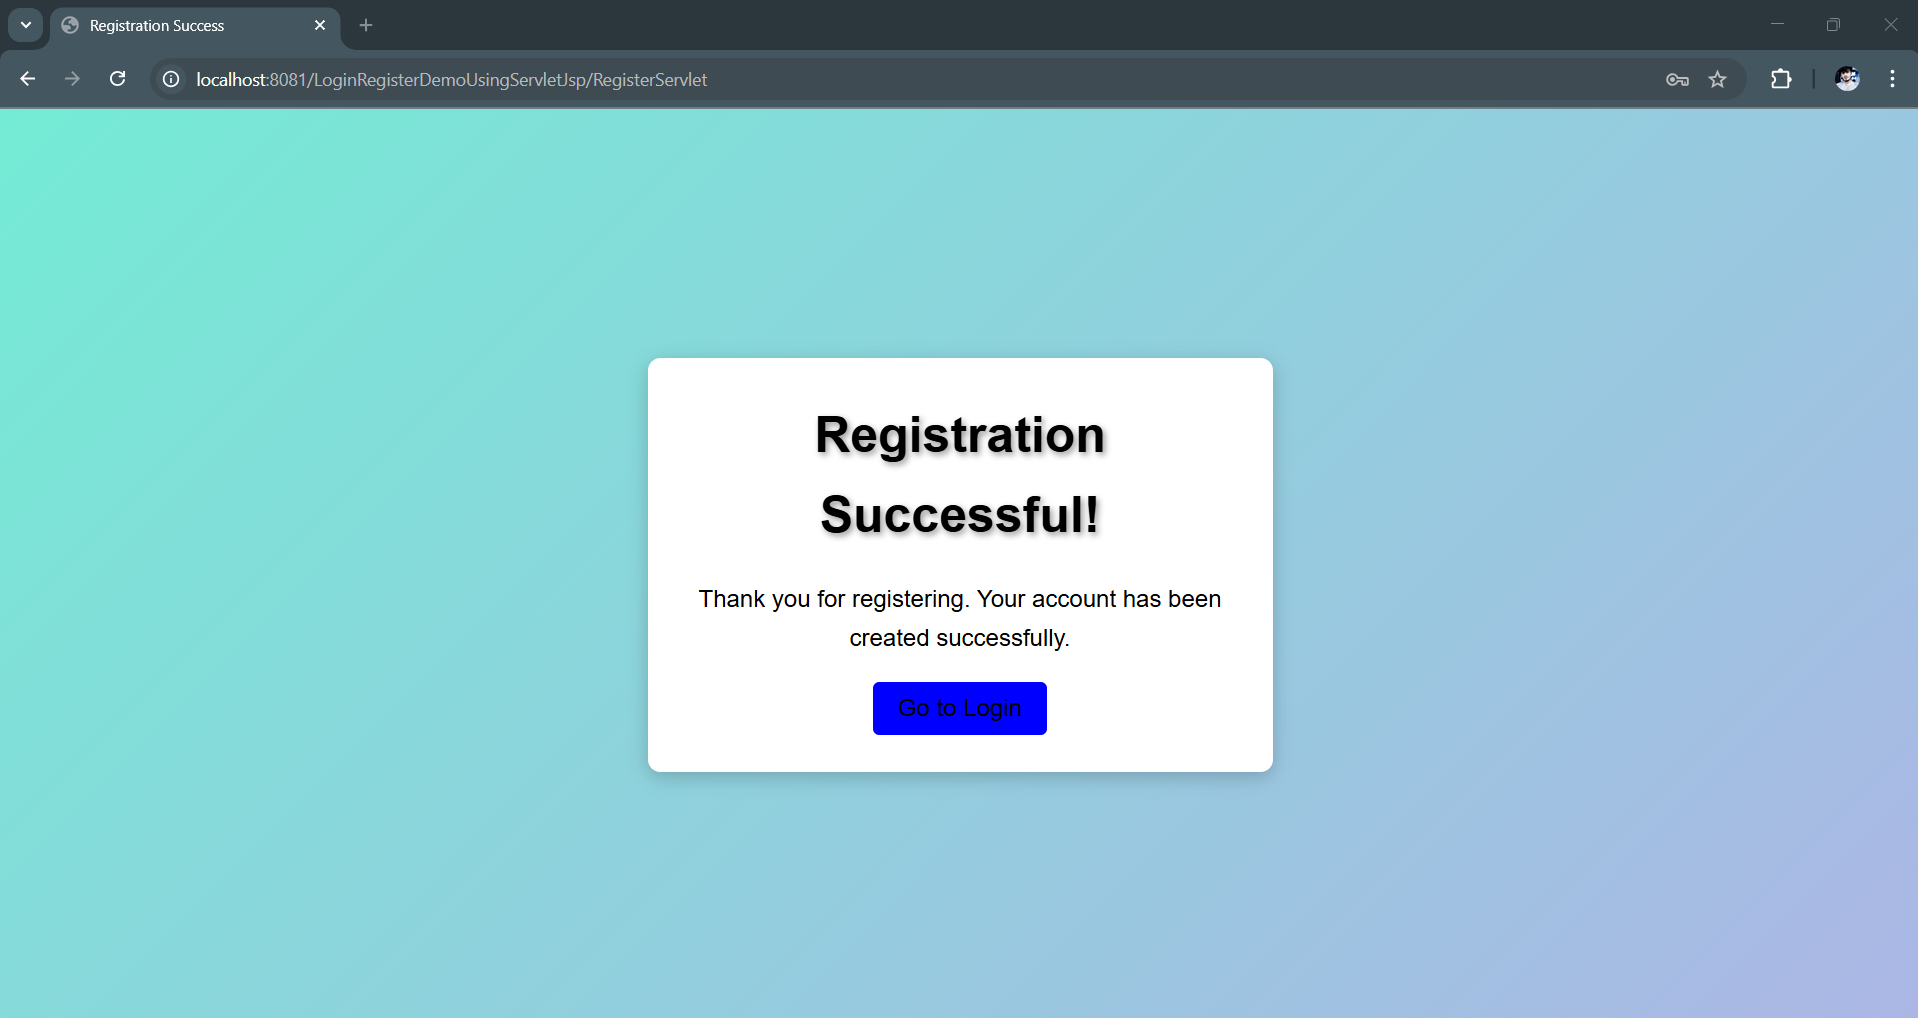 Registration Success
localhost:8081/LoginRegisterDemoUsingServletJsp/RegisterServlet
Registration
Successful!
Thank you for registering. Your account has been
created successfully.
Go to Login